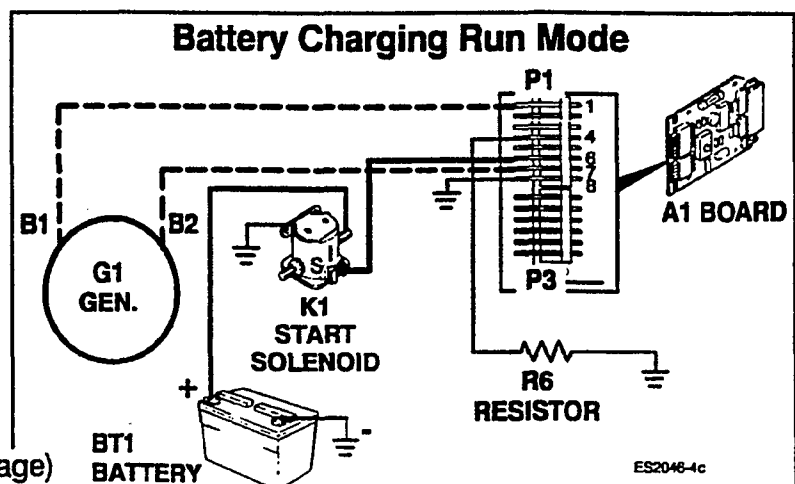 Battery Charging Run Mode
P1
1
4
6
7
8
A1 BOARD
B1
B2
G1
GEN.
S
K1
START
SOLENOID
P3
R6
RESISTOR
+
-
BT1
BATTERY
age)
ES2046-4c